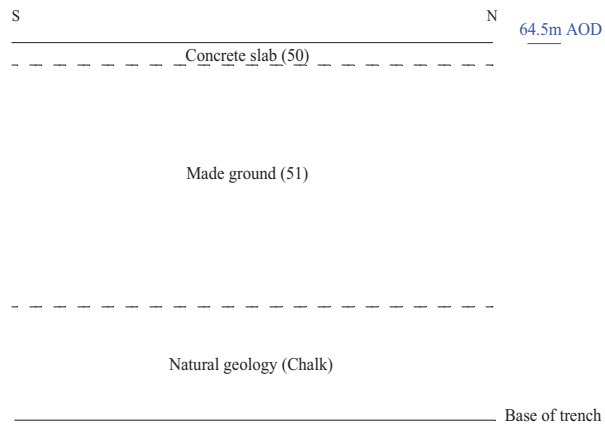 S
N
64.5m AOD
Concrete slab (50)
Made ground (51)
Natural geology (Chalk)
Base of trench